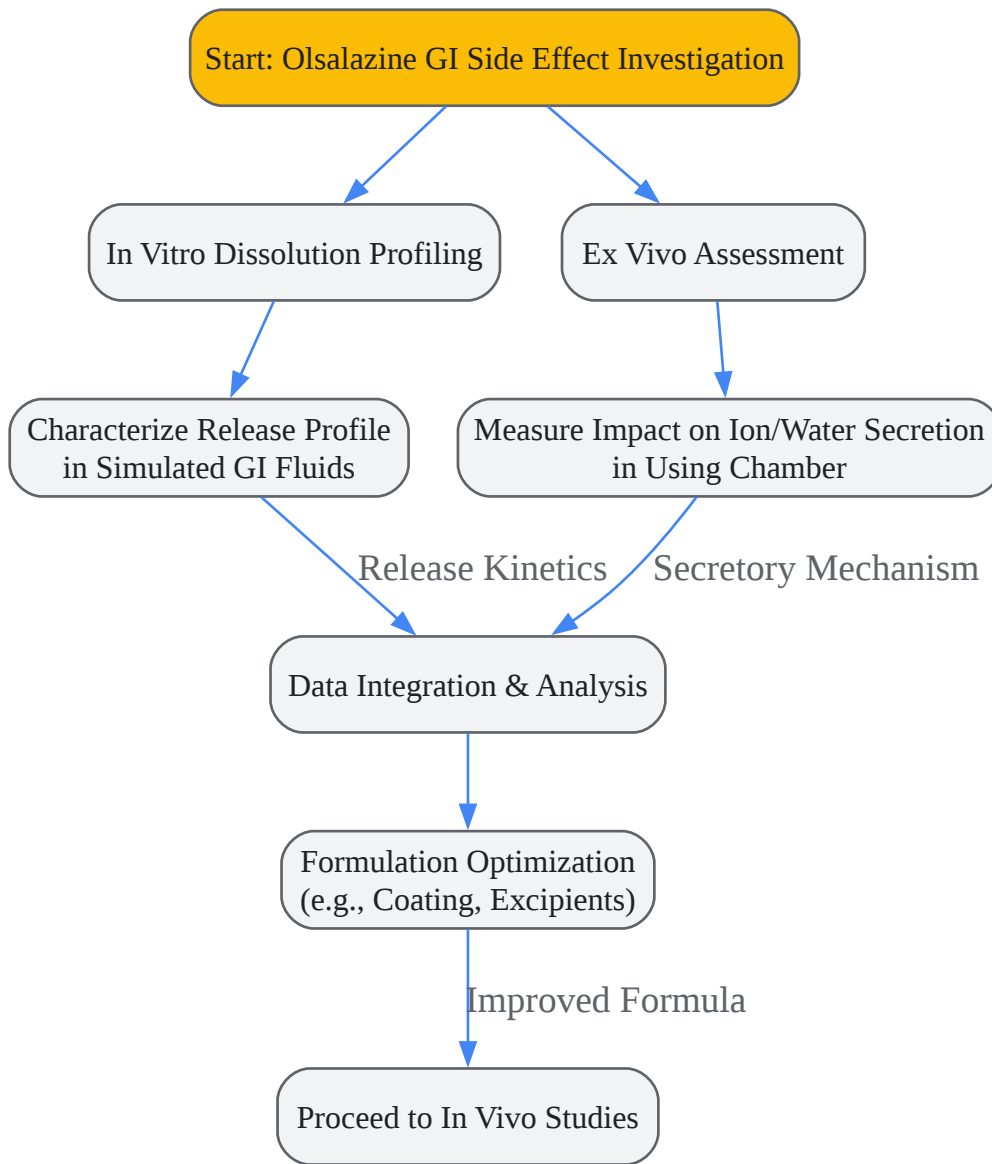 Start: Olsalazine GI Side Effect Investigation
In Vitro Dissolution Profiling
Ex Vivo Assessment
Characterize Release Profile
in Simulated GI Fluids
Measure Impact on Ion/Water Secretion
in Using Chamber
Release Kinetics
Secretory Mechanism
Data Integration & Analysis
Formulation Optimization
(e.g., Coating, Excipients)
Improved Formula
Proceed to In Vivo Studies